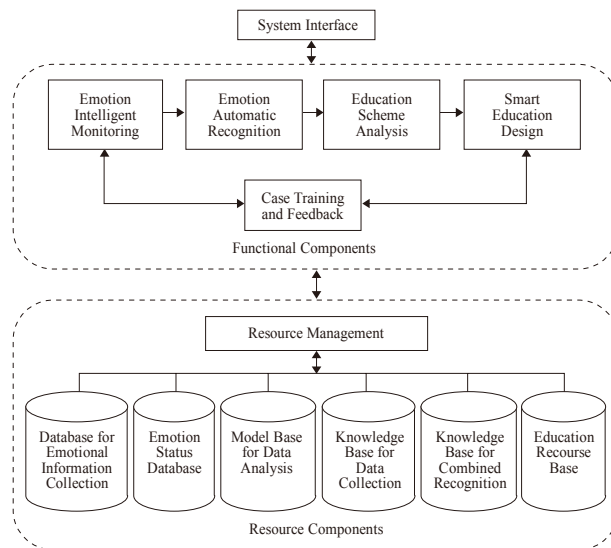 System Interface
Emotion
Intelligent
Monitoring
Emotion
Automatic
Recognition
Education
Scheme
Analysis
Smart
Education
Design
Case Training
and Feedback
Functional Components
Resource Management
Database for
Emotional
Information
Collection
Emotion
Status
Database
Model Base
for Data
Analysis
Knowledge
Base for
Data
Collection
Knowledge
Base for
Combined
Recognition
Education
Recourse
Base
Resource Components